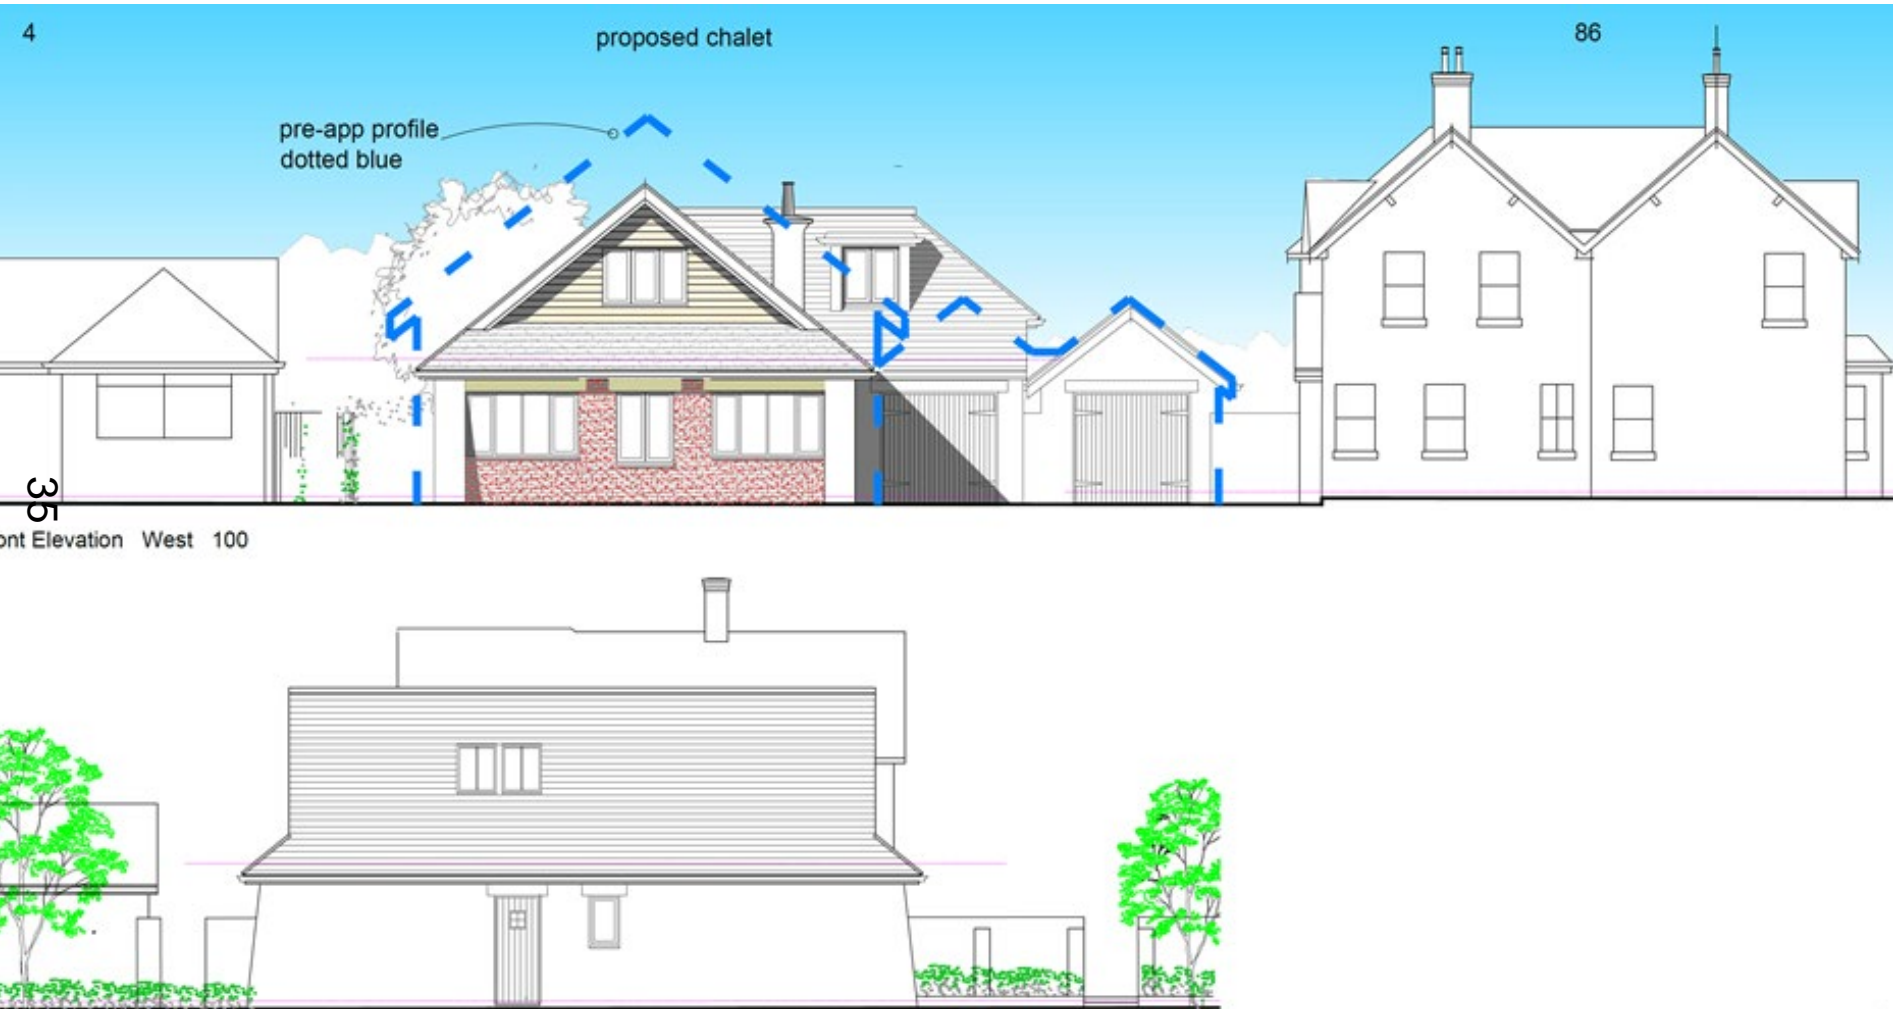 4
proposed chalet
86
pre-app profile
dotted blue
35
ont Elevation West 100